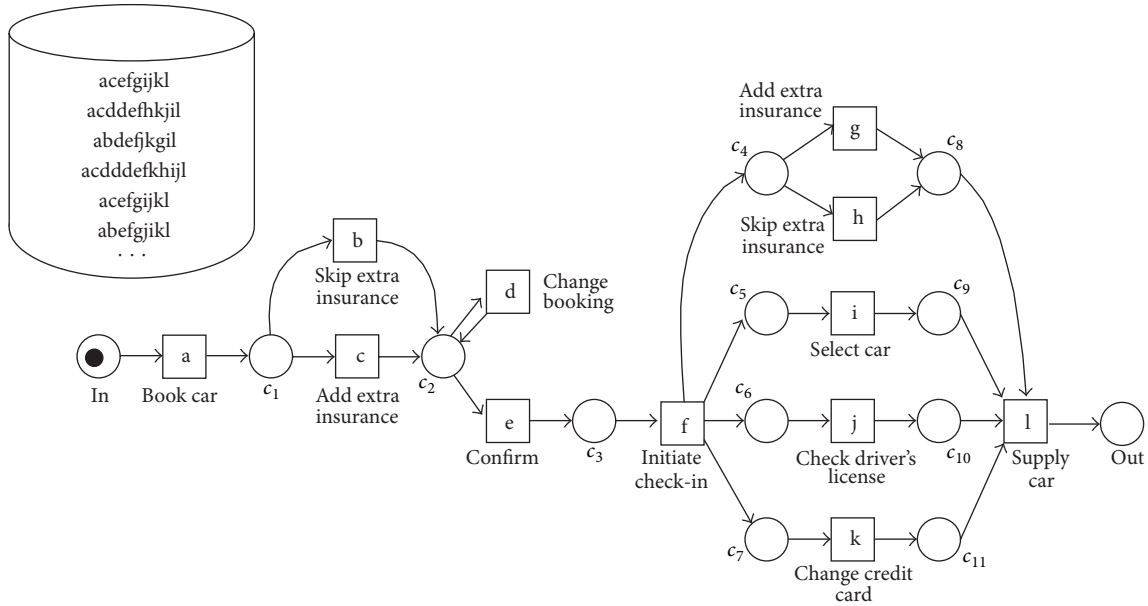 acefgijkl
acddefhkjil
abdefjkgil
acdddefkhijl
acefgijkl
abefgjikl
. . .
Add extra
insurance
g
c4
c8
h
Skip extra
insurance
b
Skip extra
insurance
d
Change
booking
c5
i
c9
Select car
In
a
Book car
c1
c
Add extra
insurance
c2
e
Confirm
c3
f
Initiate
check-in
c6
j
c10
Check driver's
license
l
Supply
car
Out
c7
k
c11
Change credit
card